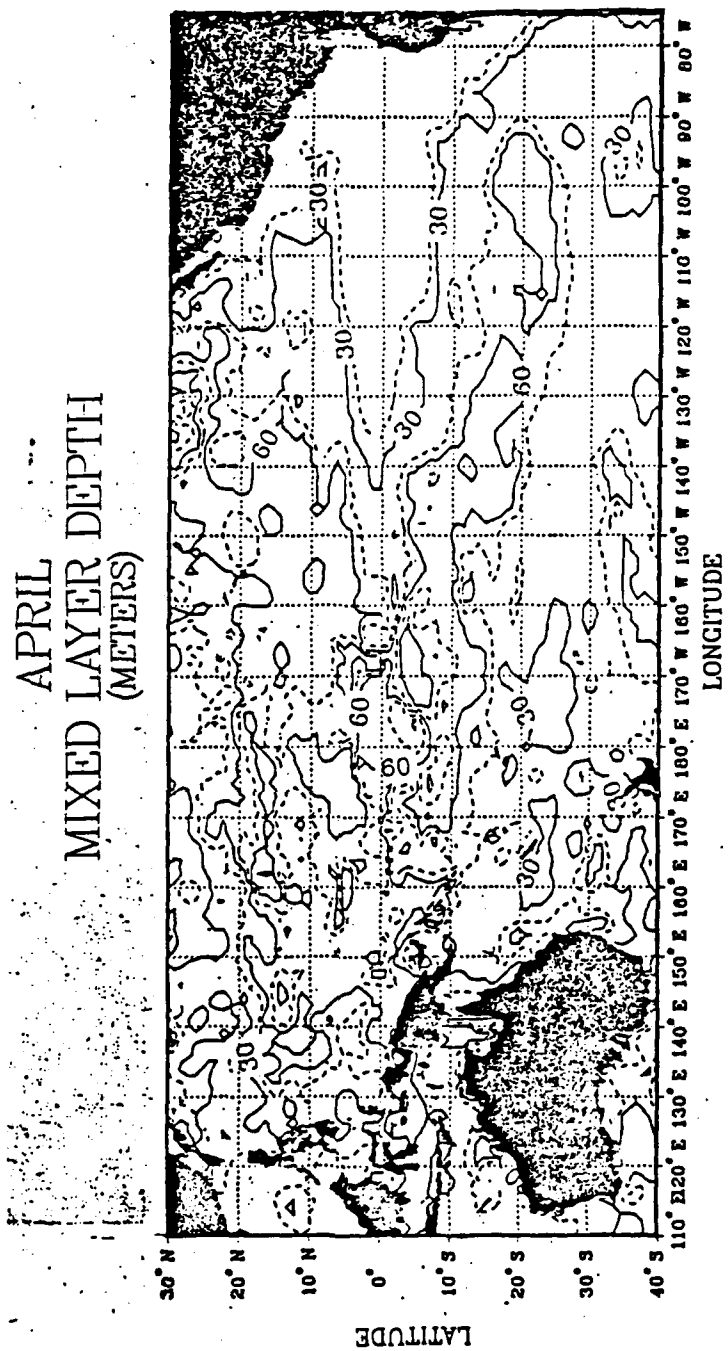 APRIL
MIXED LAYER DEPTH
(METERS)
LATITUDE
30° N
20° N
10° N
0°
10° S
20° S
30° S
40° S
30
60
30
30
30
30
60
60
60
30
30
30
30
110° E
120° E
130° E
140° E
150° E
160° E
170° E
180° E
170° W
160° W
150° W
140° W
130° W
120° W
110° W
100° W
90° W
80° W
LONGITUDE